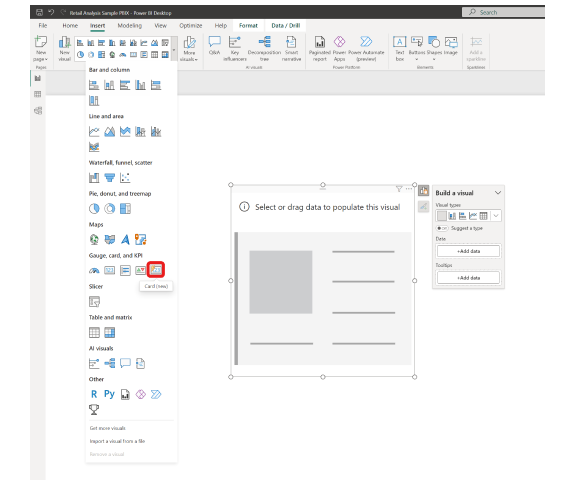 Retail Analysis Sample PBIX - Power BI Desktop
Search
File Home Insert Modeling View Optimize Help Format Data / Drill
New page
New visual
More visuals
Q&A
Key influencers
Decomposition tree
Smart narrative
Paginated report
Power Apps
Power Automate (preview)
Text box
Buttons
Shapes
Image
Add a sparkline
Pages
AI visuals
Power Platform
Elements
Sparklines
Bar and column
Line and area
Waterfall, funnel, scatter
Pie, donut, and treemap
Maps
Gauge, card, and KPI
Card (new)
Slicer
Table and matrix
AI visuals
Other
R Py
Get more visuals
Import a visual from a file
Remove a visual
Select or drag data to populate this visual
Build a visual
Visual types
Suggest a type
Data
+Add data
Tooltips
+Add data